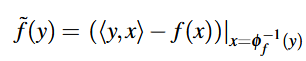 f̃(y) = (⟨y,x⟩ − f(x))|ₓ₌ϕ_f⁻¹(y)